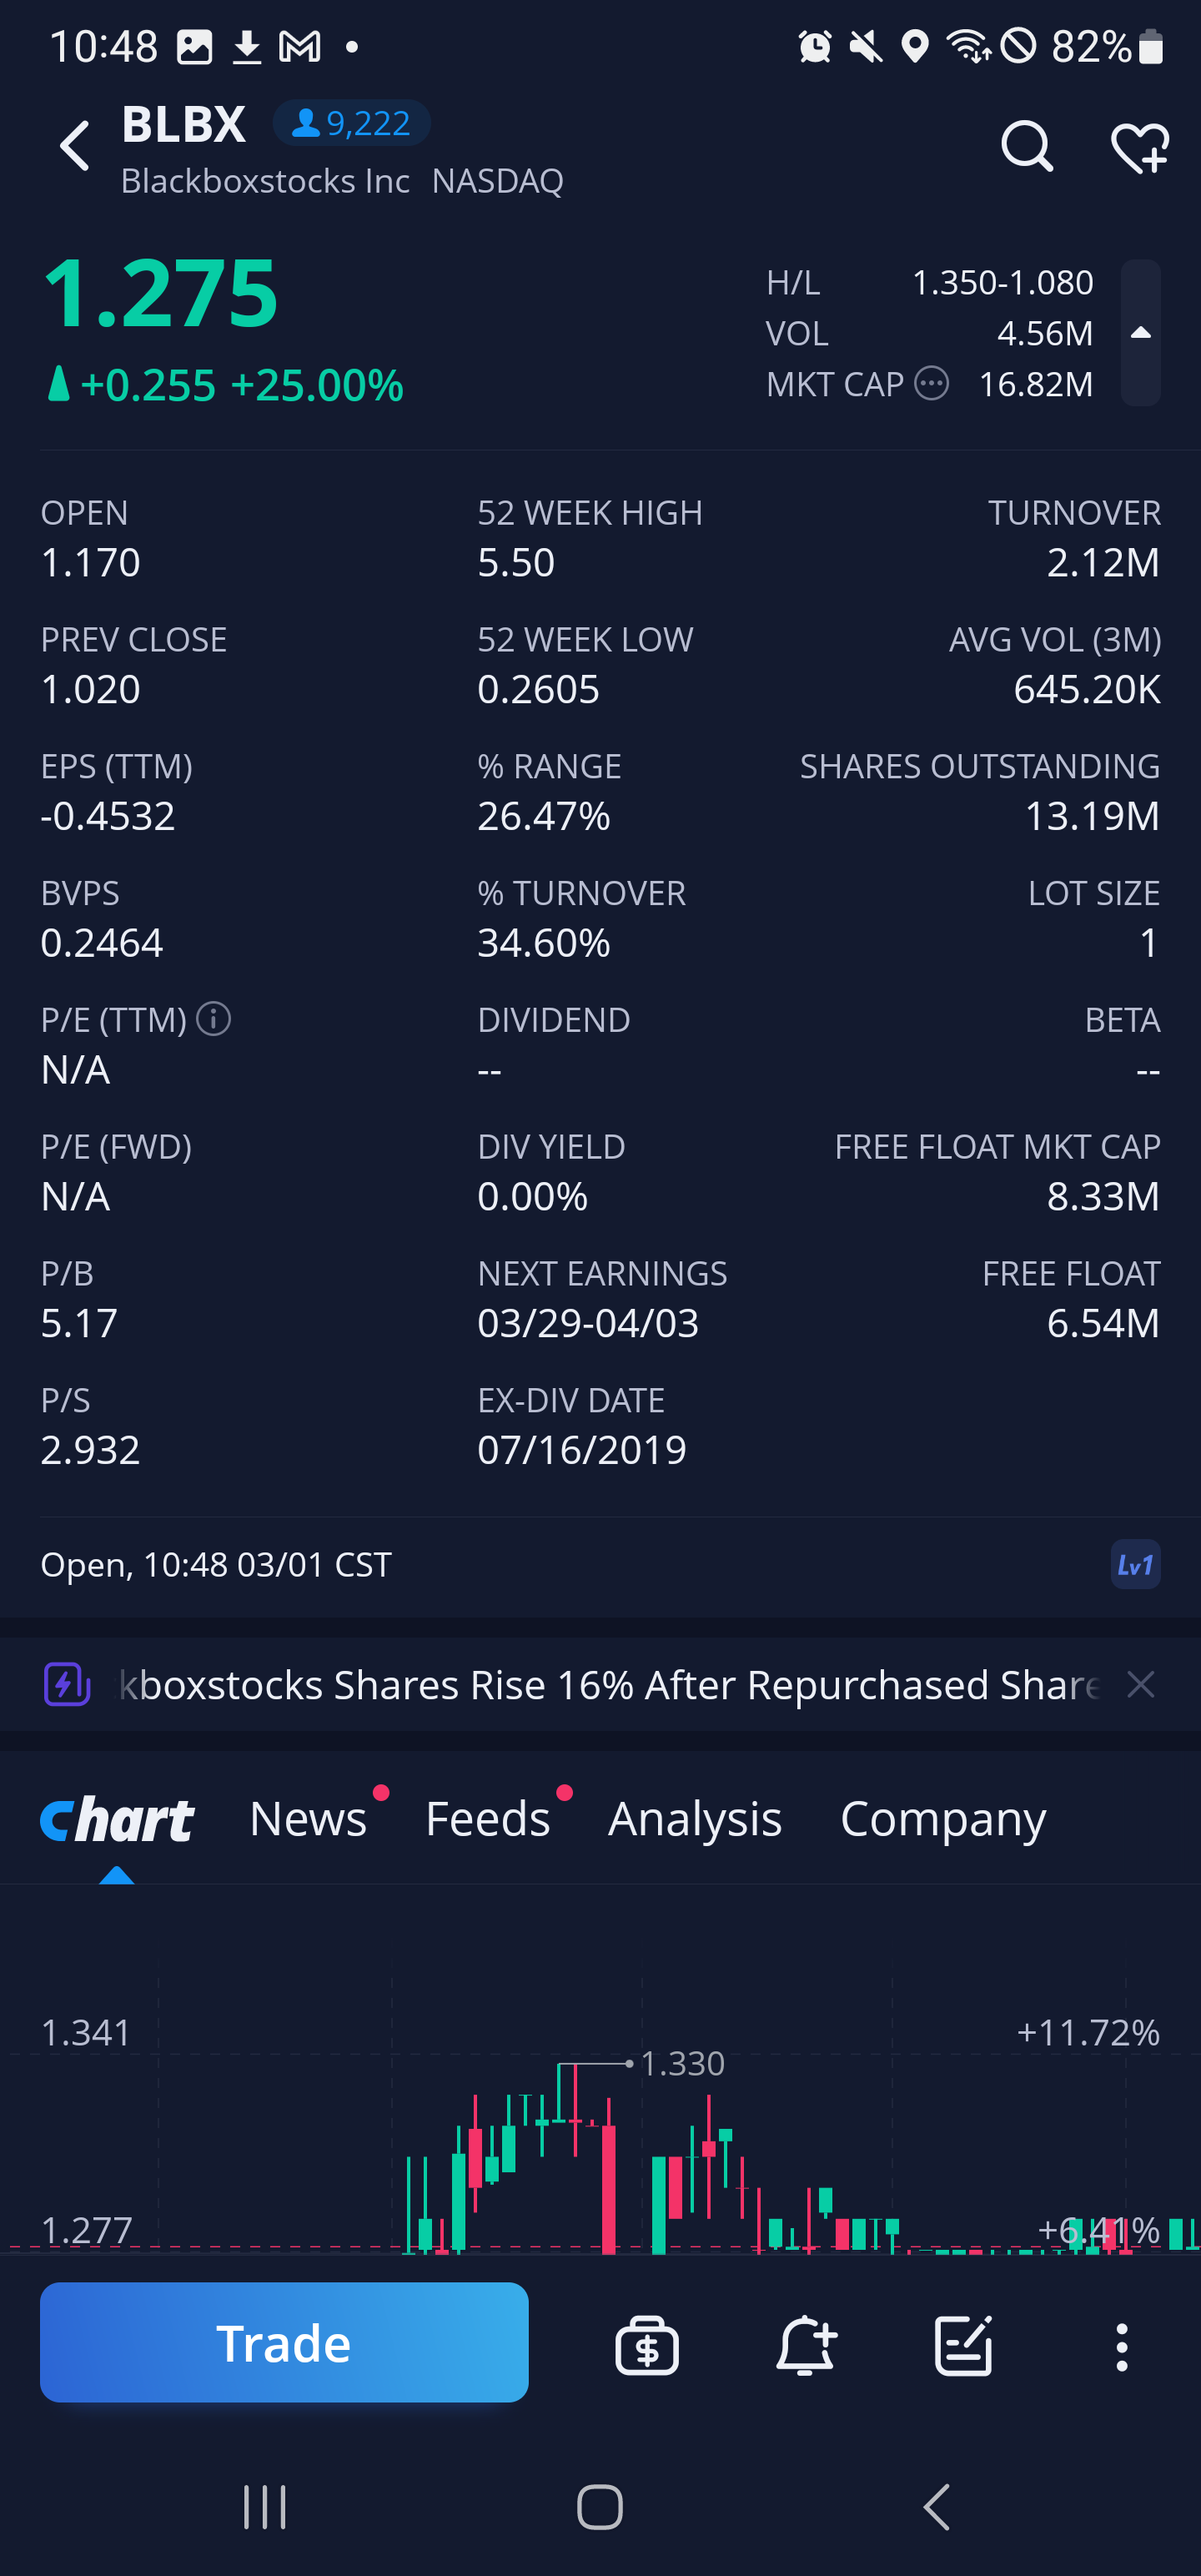 10:48 82%
BLBX 9,222
Blackboxstocks Inc NASDAQ
1.275
+0.255 +25.00%
H/L 1.350-1.080
VOL 4.56M
MKT CAP 16.82M
OPEN 52 WEEK HIGH TURNOVER
1.170 5.50 2.12M
PREV CLOSE 52 WEEK LOW AVG VOL (3M)
1.020 0.2605 645.20K
EPS (TTM) % RANGE SHARES OUTSTANDING
-0.4532 26.47% 13.19M
BVPS % TURNOVER LOT SIZE
0.2464 34.60% 1
P/E (TTM) DIVIDEND BETA
N/A -- --
P/E (FWD) DIV YIELD FREE FLOAT MKT CAP
N/A 0.00% 8.33M
P/B NEXT EARNINGS FREE FLOAT
5.17 03/29-04/03 6.54M
P/S EX-DIV DATE
2.932 07/16/2019
Open, 10:48 03/01 CST Lv1
kboxstocks Shares Rise 16% After Repurchased Share
Chart News Feeds Analysis Company
1.341 +11.72%
1.330
1.277 +6.41%
Trade